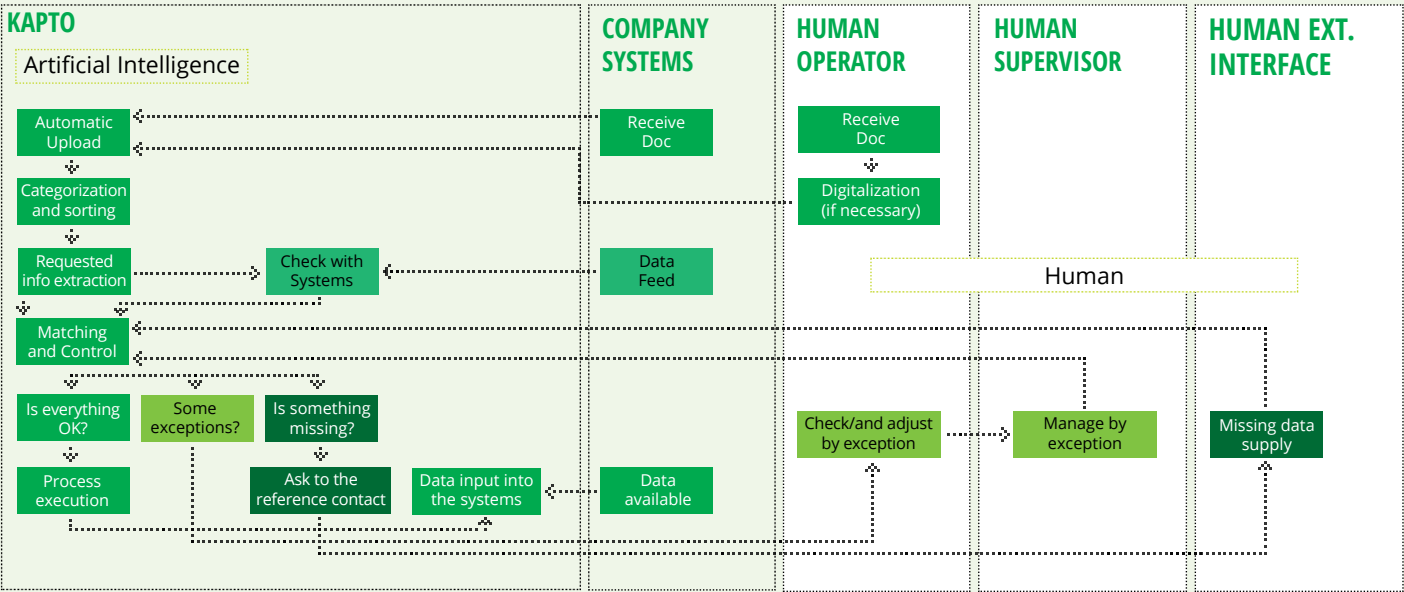 KAPTO
Artificial Intelligence
COMPANY
SYSTEMS
HUMAN
OPERATOR
HUMAN
SUPERVISOR
HUMAN EXT.
INTERFACE
Automatic
Upload
Receive
Doc
Receive
Doc
Categorization
and sorting
Digitalization
(if necessary)
Requested
info extraction
Check with
Systems
Data
Feed
Human
Matching
and Control
Is everything
OK?
Some
exceptions?
Is something
missing?
Check/and adjust
by exception
Manage by
exception
Missing data
supply
Process
execution
Ask to the
reference contact
Data input into
the systems
Data
available